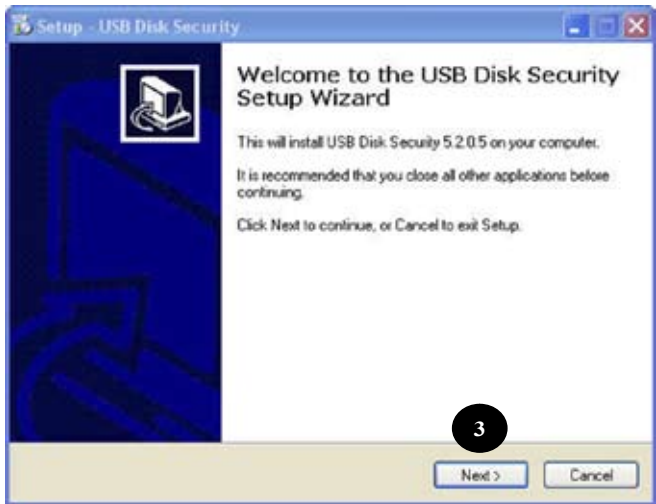 Setup - USB Disk Security
Welcome to the USB Disk Security
Setup Wizard
This will install USB Disk Security 5.2.0.5 on your computer.
It is recommended that you close all other applications before
continuing.
Click Next to continue, or Cancel to exit Setup.
3
Next >
Cancel